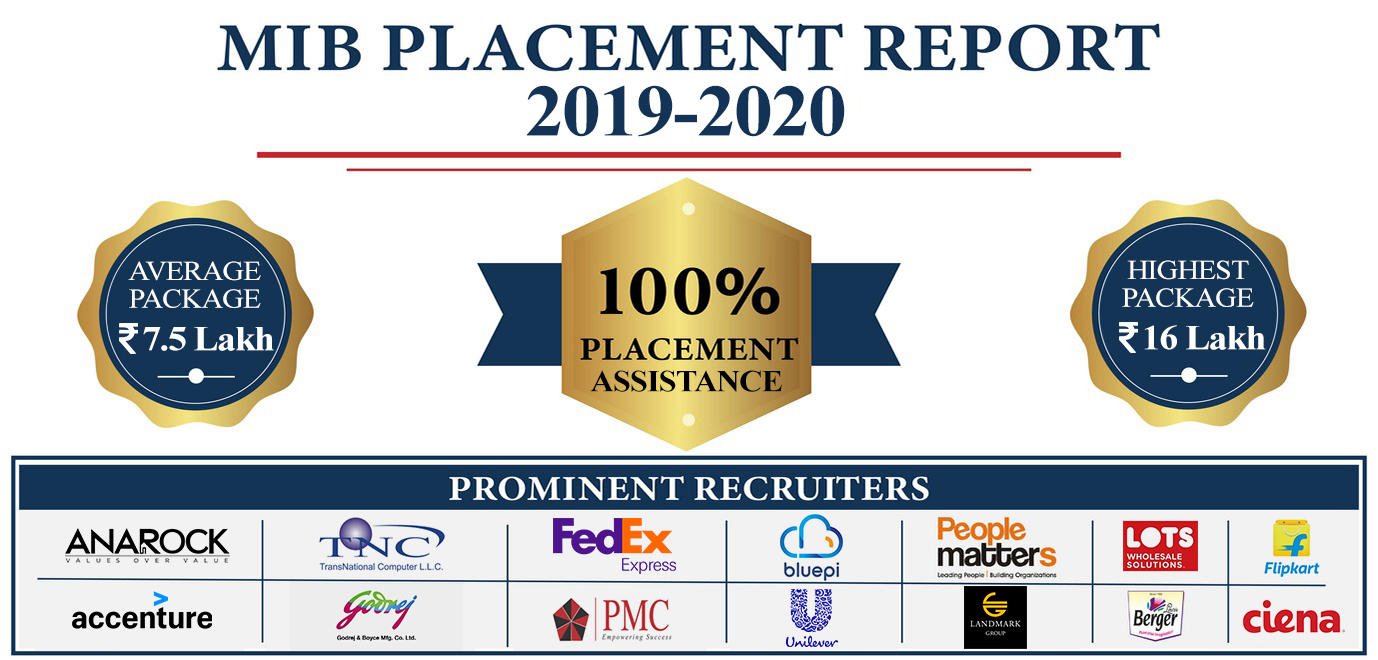 MIB PLACEMENT REPORT
2019-2020
AVERAGE
PACKAGE
₹7.5 Lakh
100%
PLACEMENT
ASSISTANCE
HIGHEST
PACKAGE
₹16 Lakh
PROMINENT RECRUITERS
ANAROCK
VALUES OVER VALUE
TNC
TransNational Computer L.L.C.
FedEx
Express
bluepi
People
matters
Leading People | Building Organizations
LOTS
WHOLESALE
SOLUTIONS.
Flipkart
accenture
Godrej
Godrej & Boyce Mfg. Co. Ltd.
PMC
Empowering Success
Unilever
LANDMARK
GROUP
Berger
ciena